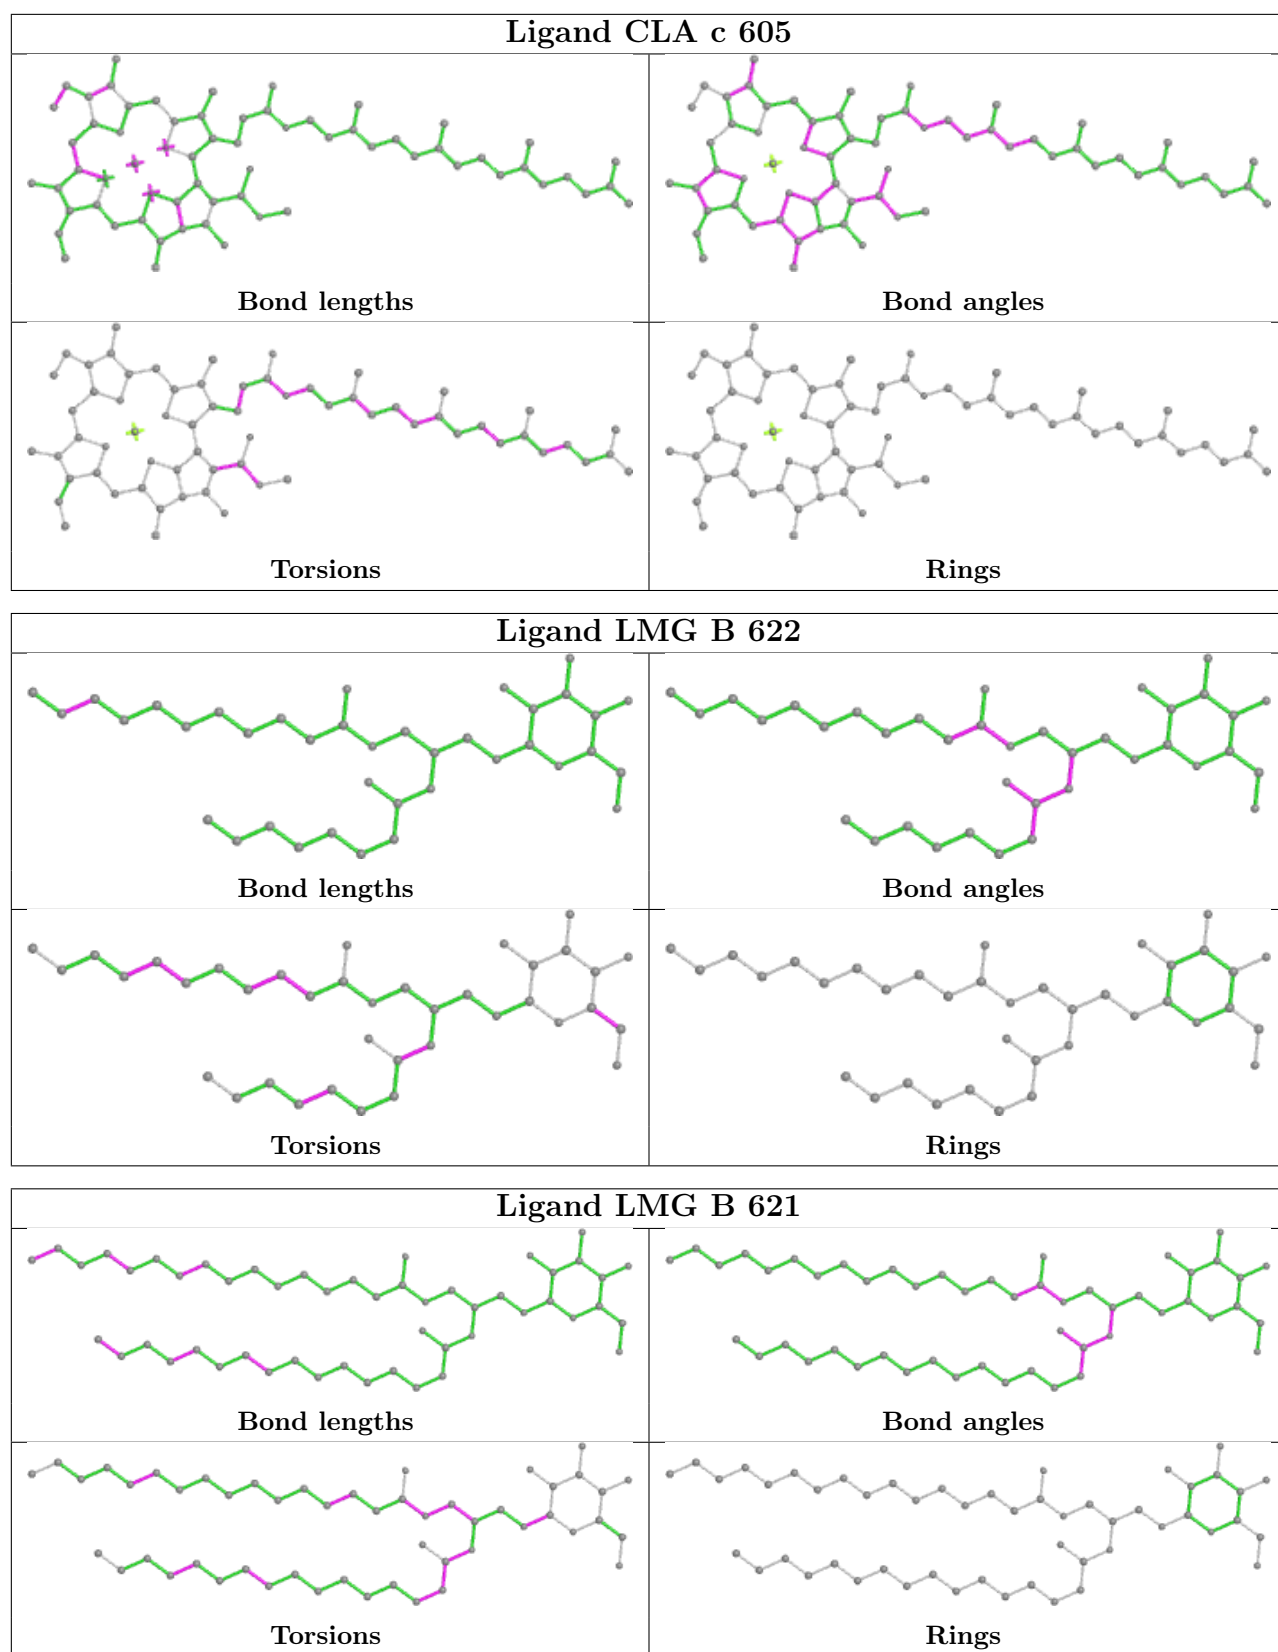 Ligand CLA c 605
Bond lengths
Bond angles
Torsions
Rings
Ligand LMG B 622
Bond lengths
Bond angles
Torsions
Rings
Ligand LMG B 621
Bond lengths
Bond angles
Torsions
Rings